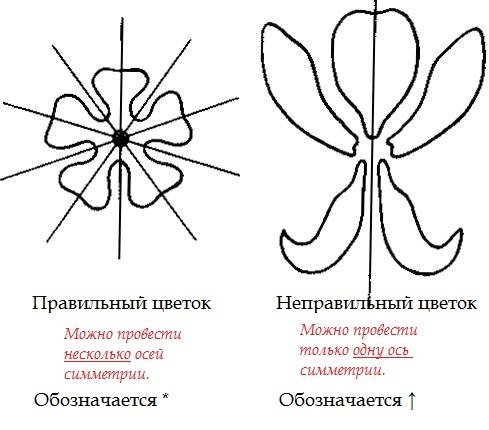 Правильный цветок
Можно провести
несколько осей
симметрии.
Обозначается *
Неправильный цветок
Можно провести
только одну ось
симметрии.
Обозначается ↑